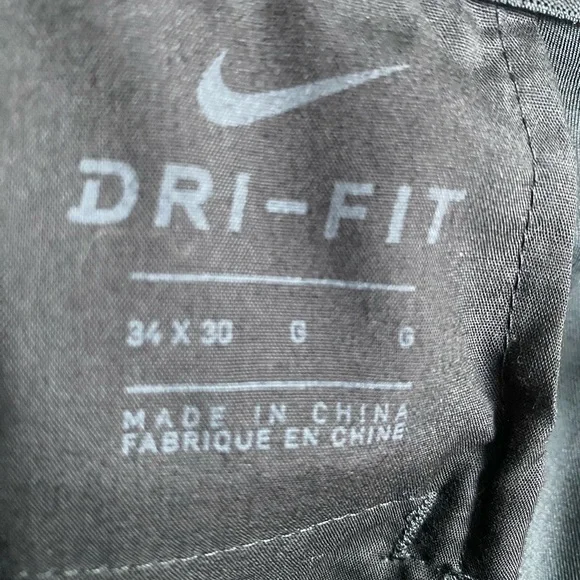 DRI-FIT
34 X 30 G G
MADE IN CHINA
FABRIQUE EN CHINE